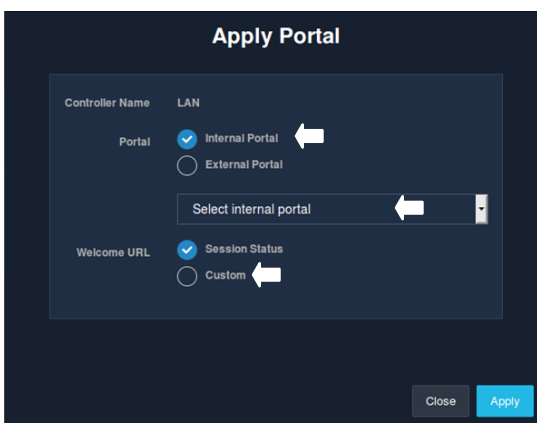 Apply Portal
Controller Name LAN
Portal Internal Portal
External Portal
Select internal portal
Welcome URL Session Status
Custom
Close Apply